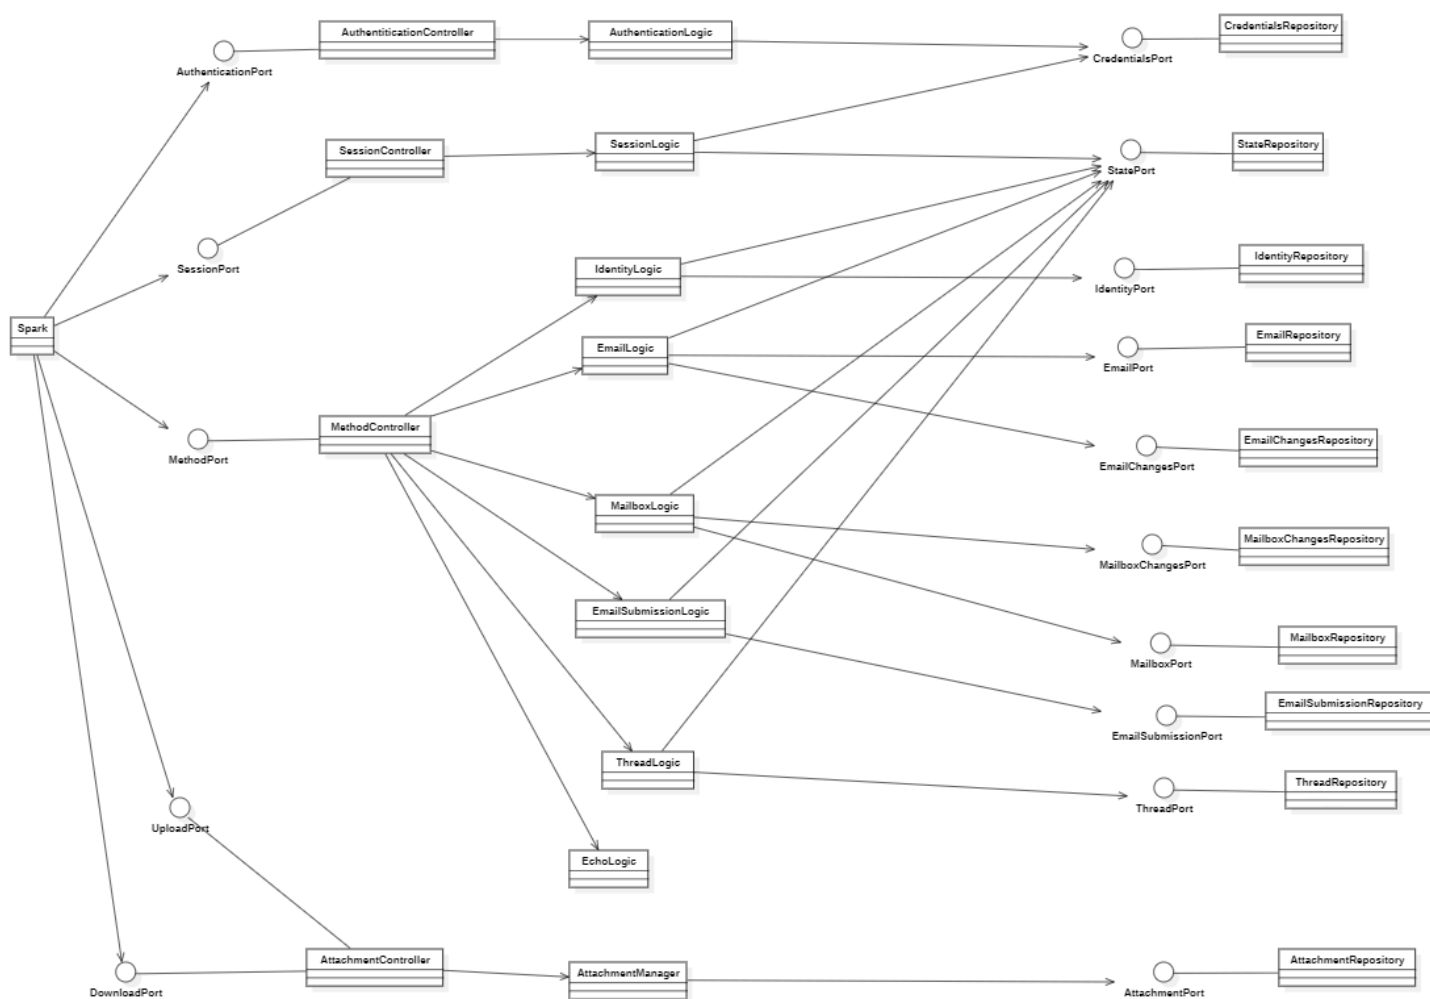 AuthentiticationController
AuthenticationLogic
CredentialsRepository
AuthenticationPort
CredentialsPort
SessionController
SessionLogic
StateRepository
StatePort
SessionPort
IdentityLogic
IdentityRepository
IdentityPort
Spark
EmailLogic
EmailRepository
EmailPort
MethodController
MethodPort
EmailChangesRepository
EmailChangesPort
MailboxLogic
MailboxChangesRepository
MailboxChangesPort
EmailSubmissionLogic
MailboxRepository
MailboxPort
EmailSubmissionRepository
EmailSubmissionPort
ThreadLogic
ThreadRepository
ThreadPort
UploadPort
EchoLogic
AttachmentController
AttachmentManager
AttachmentRepository
DownloadPort
AttachmentPort